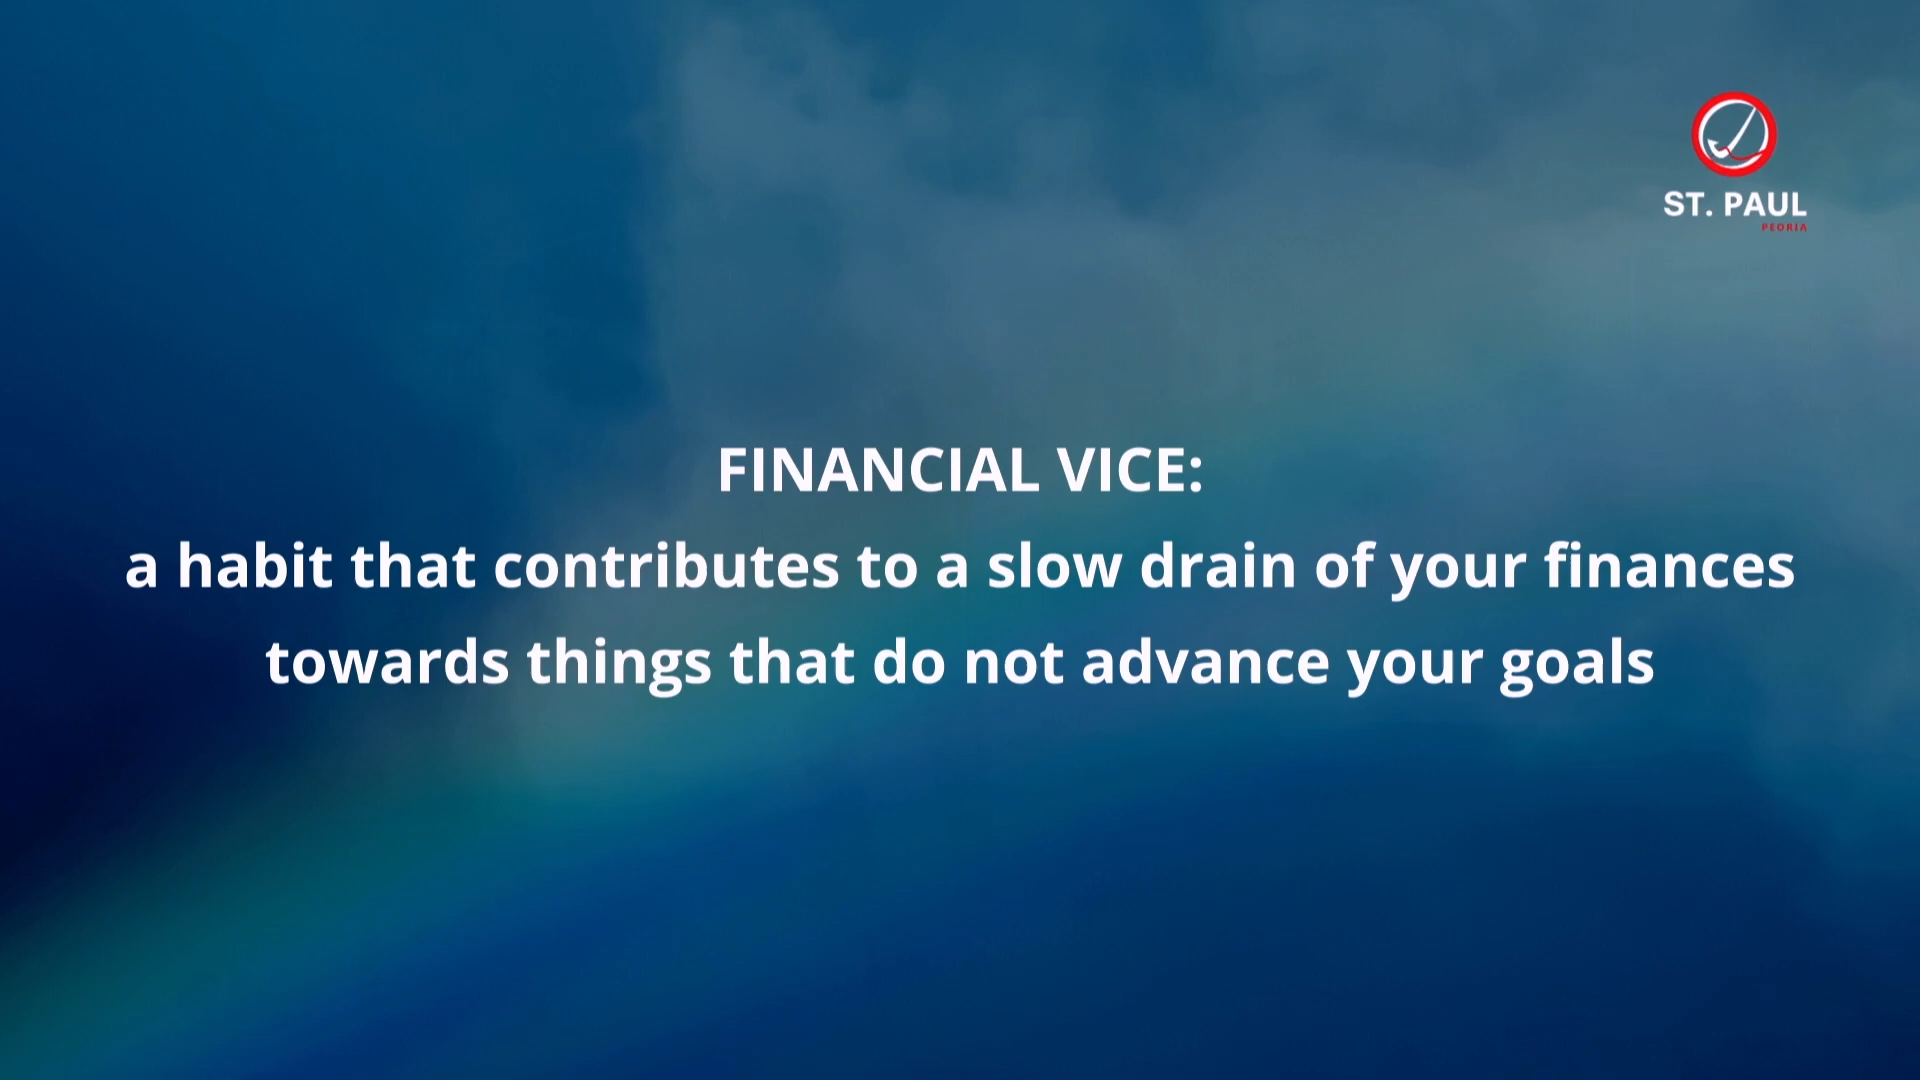 ST. PAUL
PEORIA
FINANCIAL VICE:
a habit that contributes to a slow drain of your finances
towards things that do not advance your goals